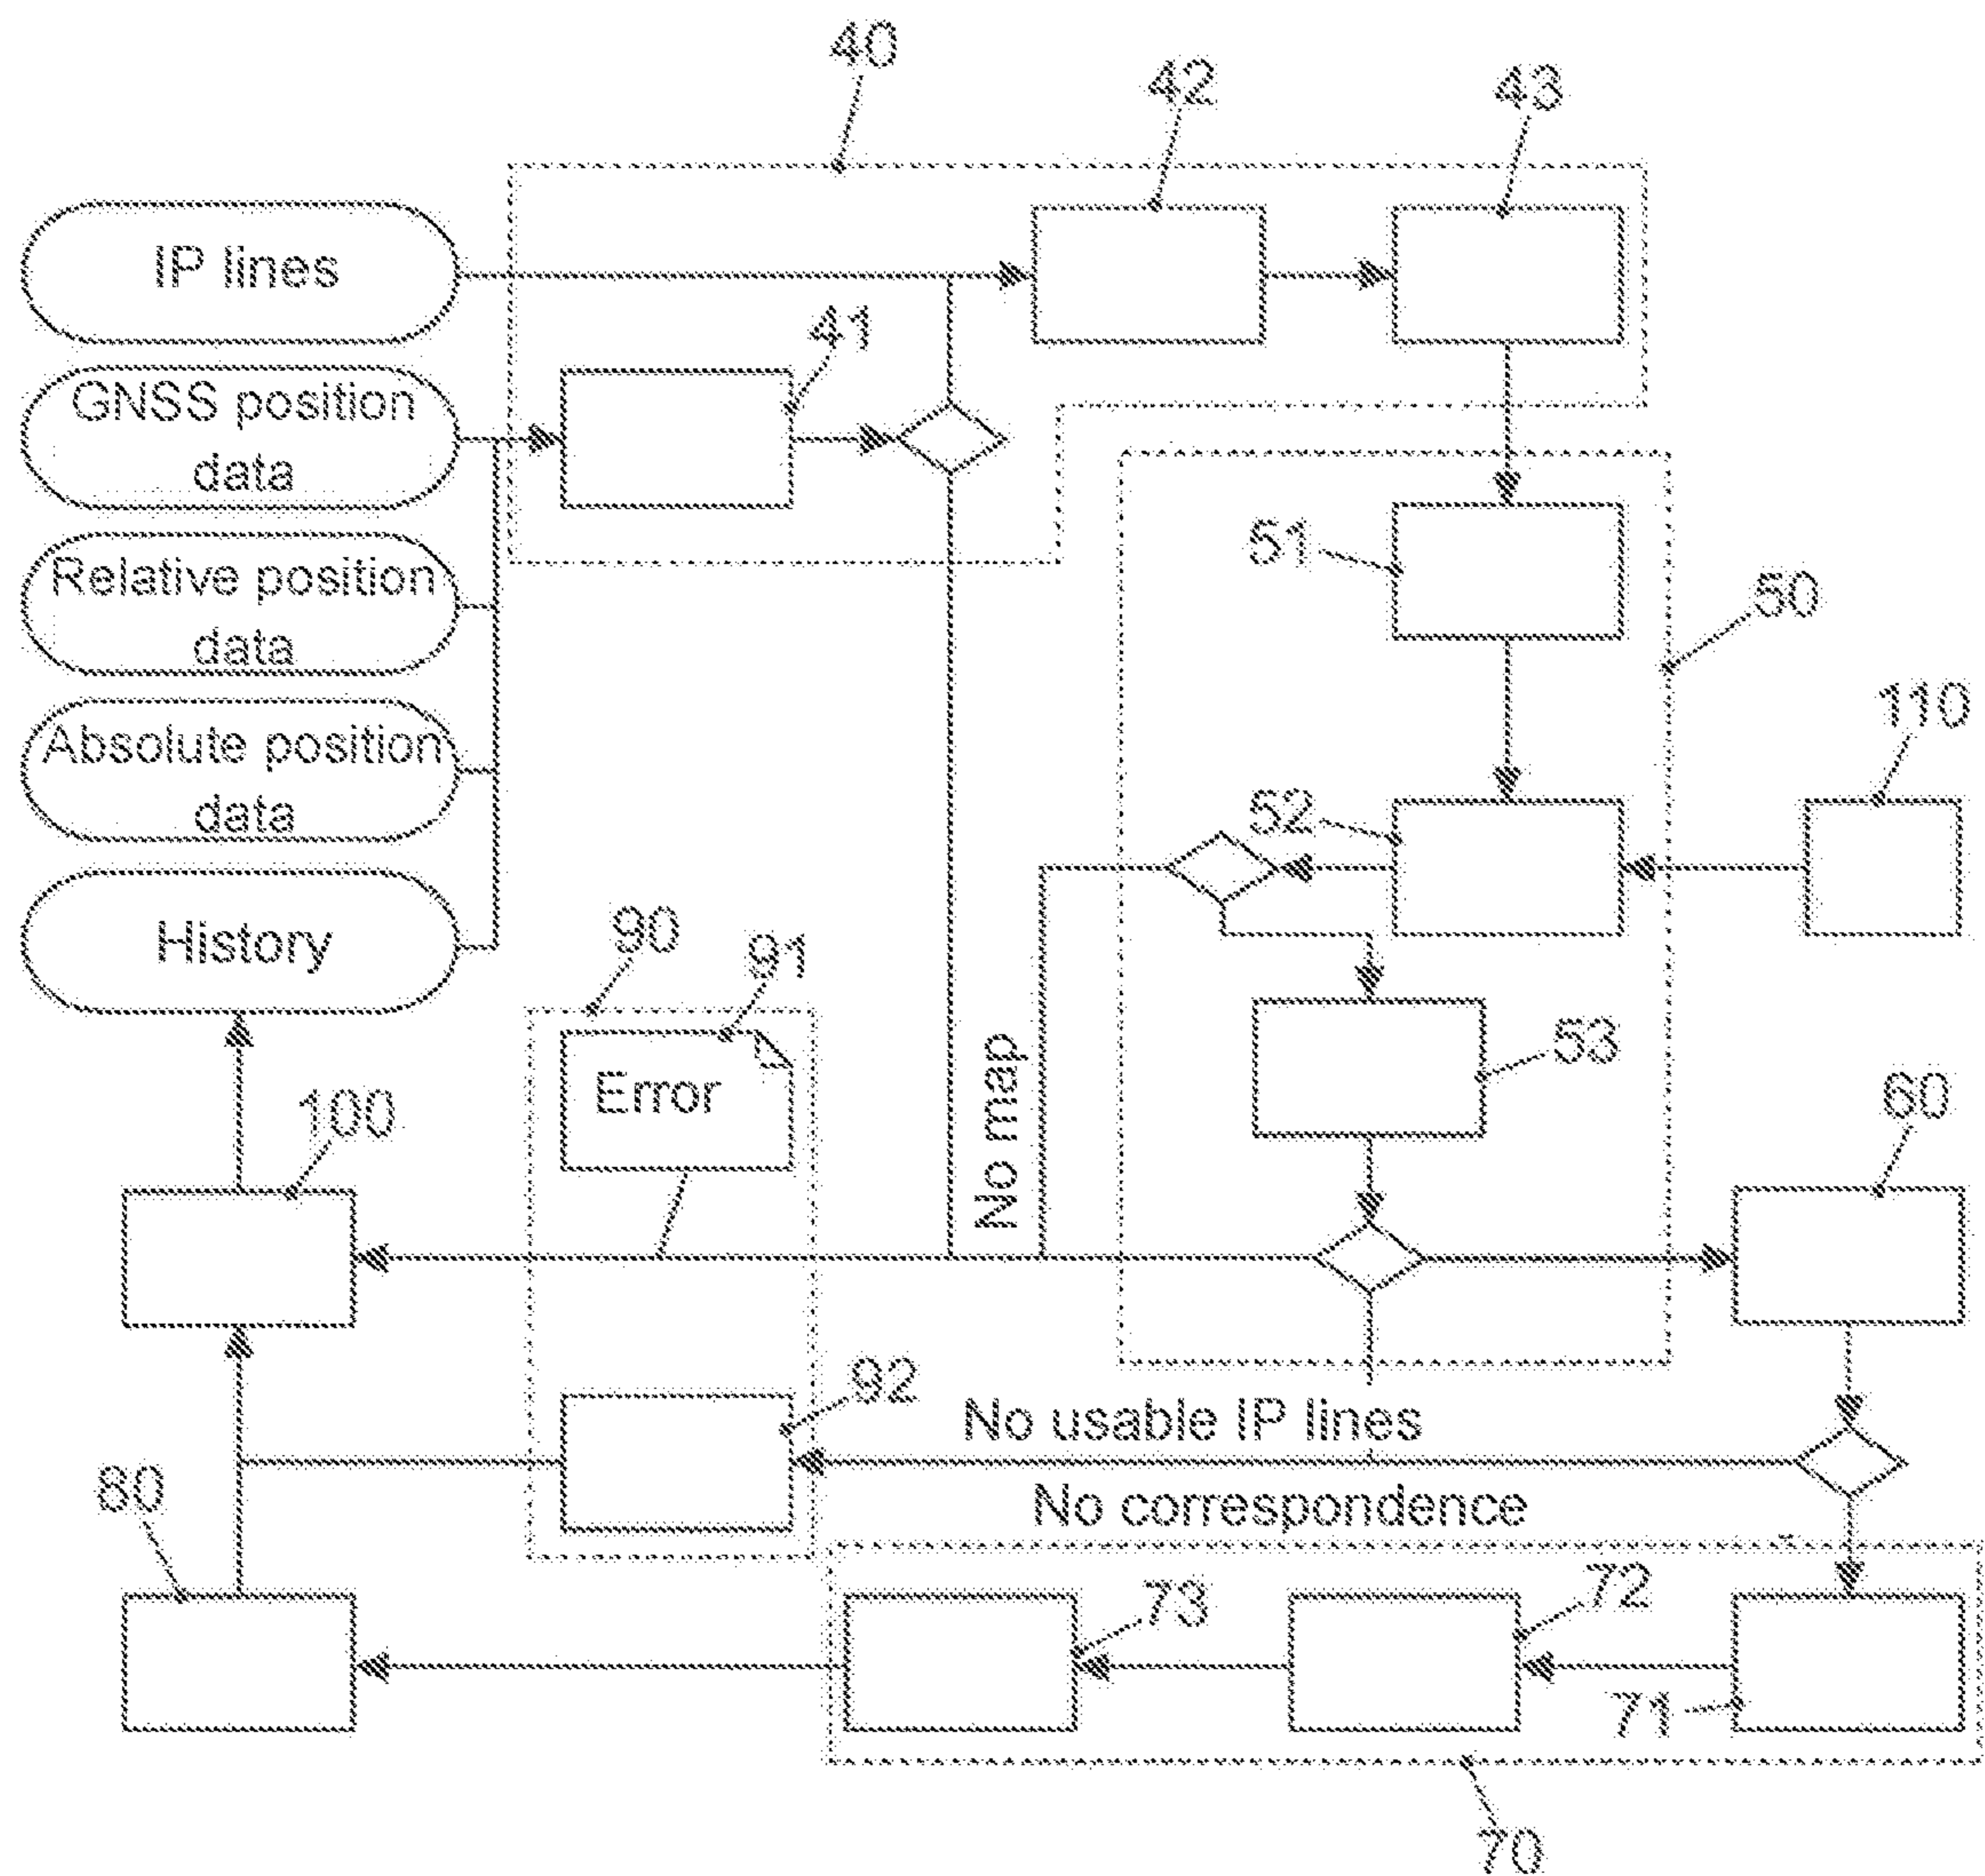 40
42
43
IP lines
41
GNSS position
data
51
Relative position
data
50
110
Absolute position
data
52
History
90
91
53
Error
No map
100
60
92
No usable IP lines
80
No correspondence
73
72
71
70